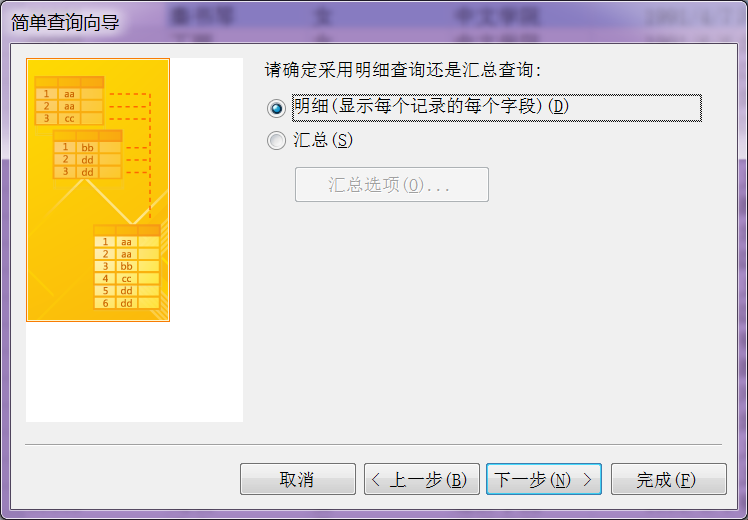 简单查询向导
请确定采用明细查询还是汇总查询:
明细(显示每个记录的每个字段)(D)
汇总(S)
汇总选项(O)...
1 aa
2 aa
3 cc
1 bb
2 dd
3 dd
1 aa
2 aa
3 bb
4 cc
5 dd
6 dd
取消
< 上一步(B)
下一步(N) >
完成(F)